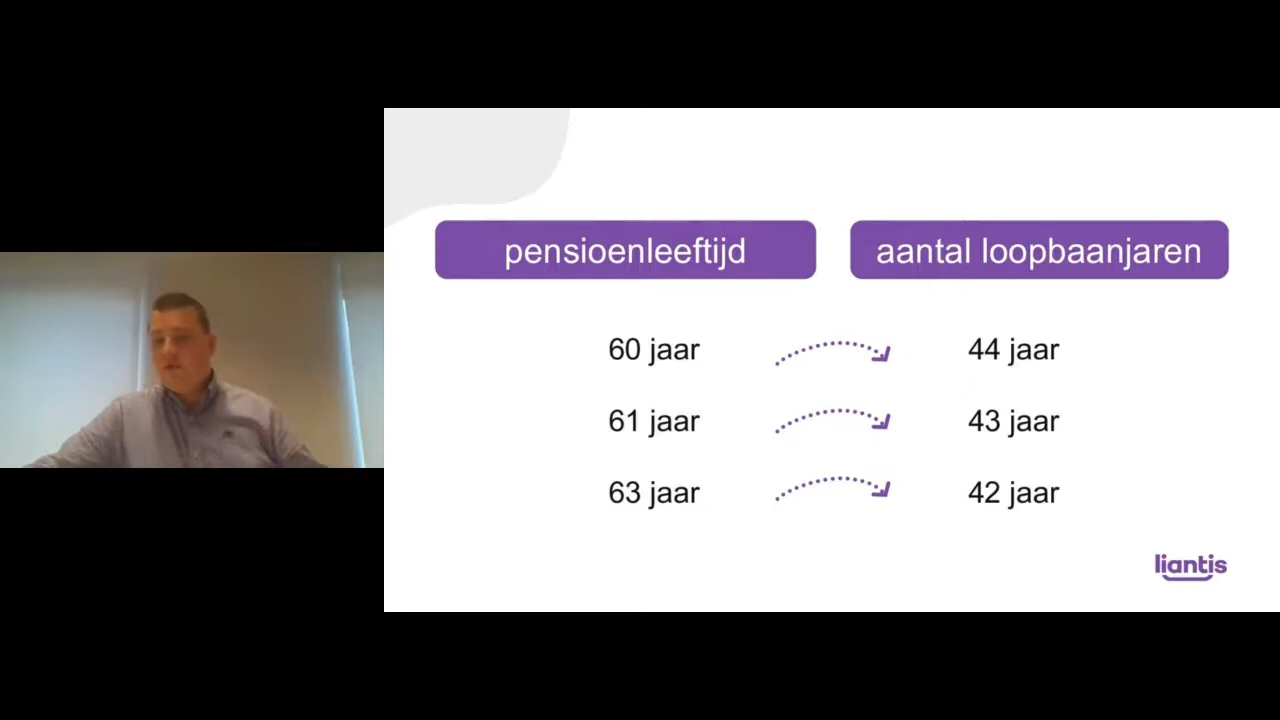 pensioenleeftijd aantal loopbaanjaren
60 jaar 44 jaar
61 jaar 43 jaar
63 jaar 42 jaar
liantis